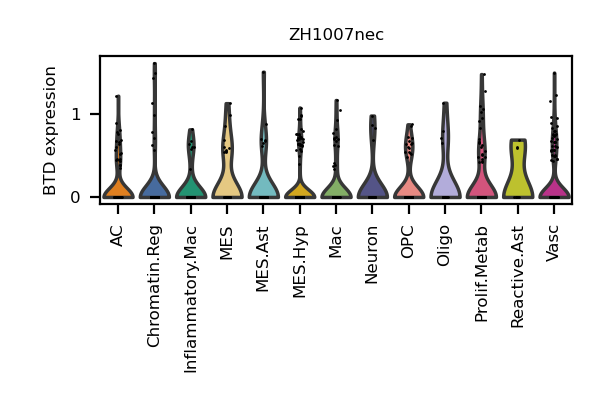 ZH1007nec
BTD expression
1
0
AC
Chromatin.Reg
Inflammatory.Mac
MES
MES.Ast
MES.Hyp
Mac
Neuron
OPC
Oligo
Prolif.Metab
Reactive.Ast
Vasc